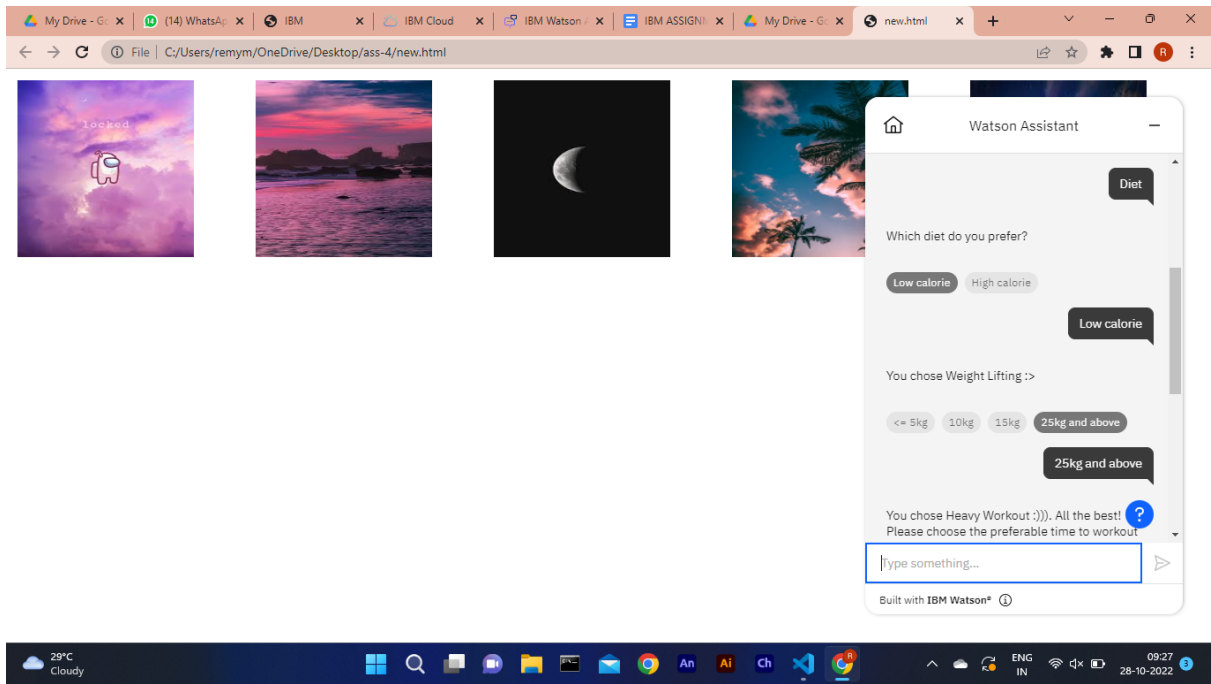 My Drive - Go
(14) WhatsAp
IBM
IBM Cloud
IBM Watson A
IBM ASSIGNM
My Drive - Go
new.html
File C:/Users/remym/OneDrive/Desktop/ass-4/new.html
R
locked
Watson Assistant
Diet
Which diet do you prefer?
Low calorie High calorie
Low calorie
You chose Weight Lifting :>
<= 5kg 10kg 15kg 25kg and above
25kg and above
You chose Heavy Workout :))). All the best!
Please choose the preferable time to workout
?
Type something...
Built with IBM Watson®
29°C
Cloudy
An Ai Ch
R
ENG
IN
09:27
28-10-2022
3